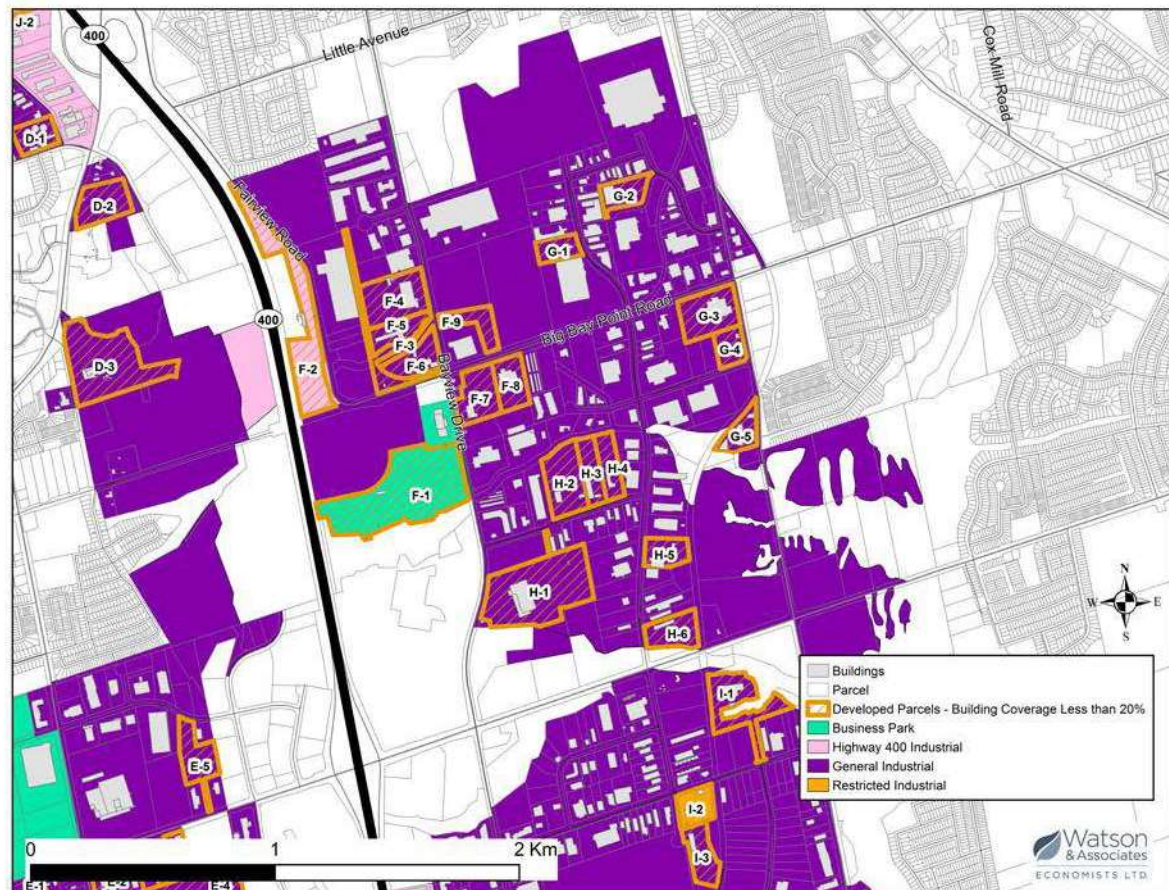 J-2
400
Little Avenue
Cox Mill Road
D-1
D-2
Fairview Road
G-2
G-1
400
F-4
F-5
F-9
F-3
F-6
Big Bay Point Road
G-3
G-4
D-3
F-2
Bayview Drive
F-7
F-8
G-5
F-1
H-2
H-3
H-4
H-5
H-1
H-6
N
W
E
S
I-1
E-5
I-2
I-3
E-1
E-2
E-4
Buildings
Parcel
Developed Parcels - Building Coverage Less than 20%
Business Park
Highway 400 Industrial
General Industrial
Restricted Industrial
0 1 2 Km
Watson
& Associates
ECONOMISTS LTD.